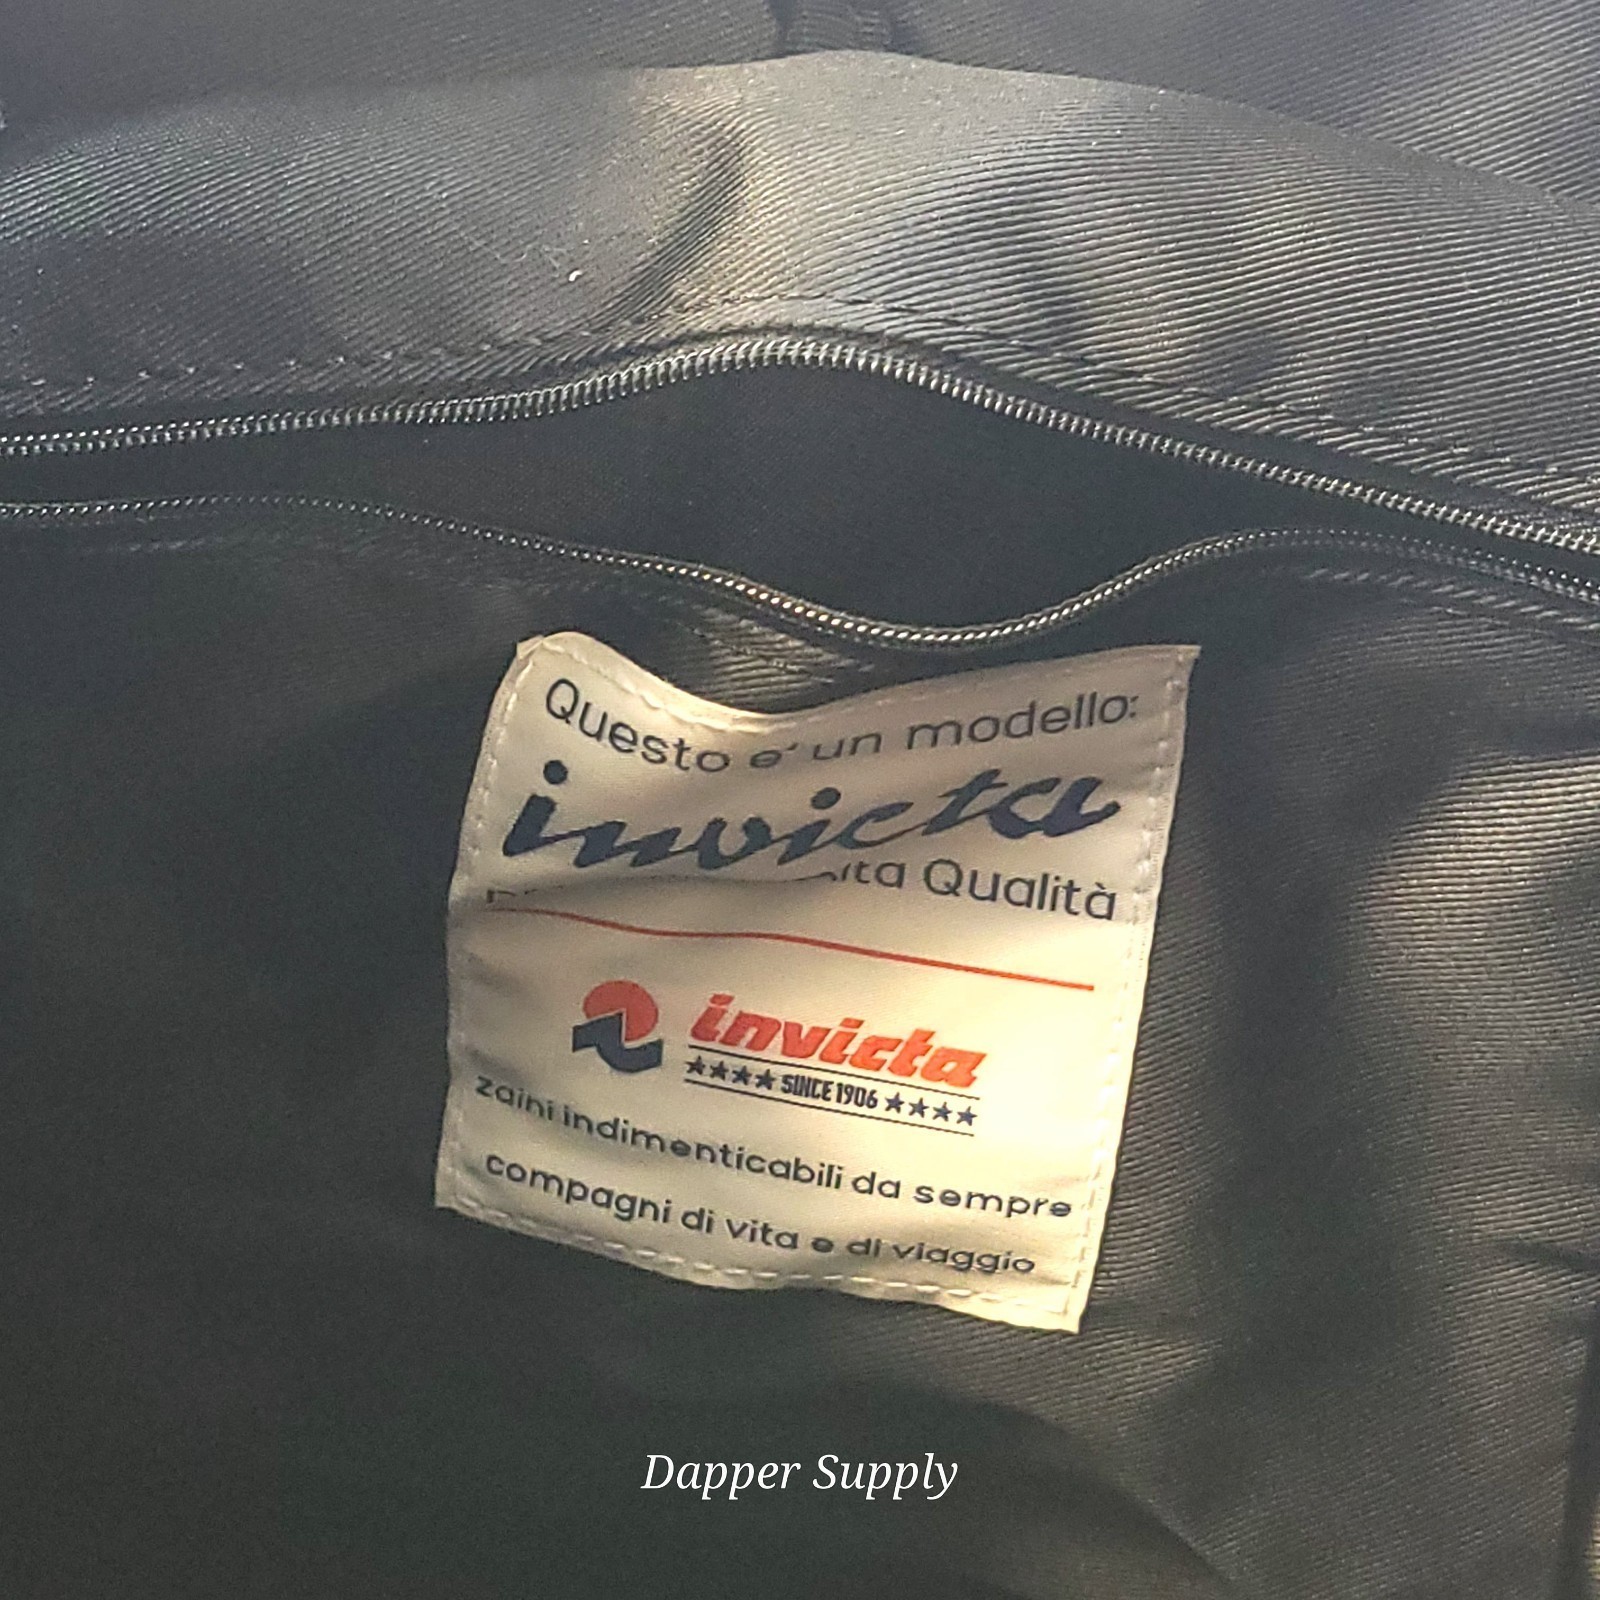 Questo e' un modello:
invicta
Qualità
invicta
★★★★ SINCE 1906 ★★★★
zaini indimenticabili da sempre
compagni di vita e di viaggio
Dapper Supply